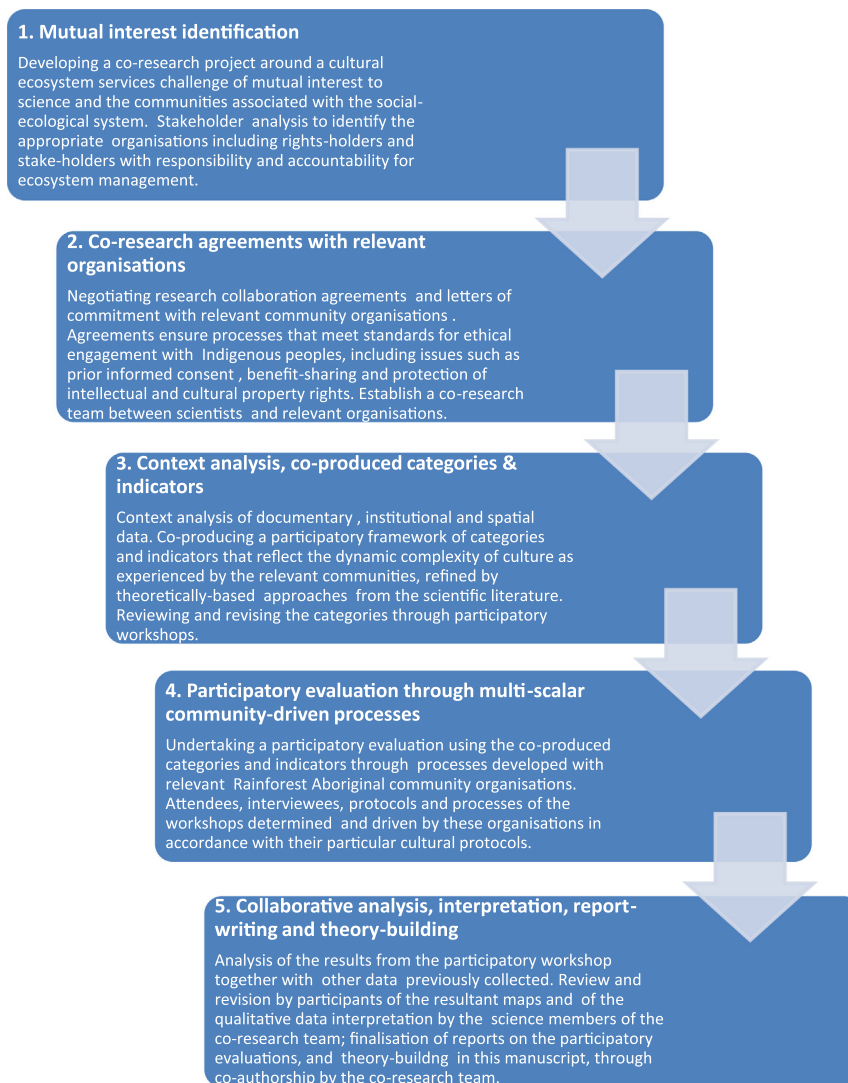 1. Mutual interest identification
Developing a co-research project around a cultural
ecosystem services challenge of mutual interest to
science and the communities associated with the social-
ecological system. Stakeholder analysis to identify the
appropriate organisations including rights-holders and
stake-holders with responsibility and accountability for
ecosystem management.
2. Co-research agreements with relevant
organisations
Negotiating research collaboration agreements and letters of
commitment with relevant community organisations .
Agreements ensure processes that meet standards for ethical
engagement with Indigenous peoples, including issues such as
prior informed consent , benefit-sharing and protection of
intellectual and cultural property rights. Establish a co-research
team between scientists and relevant organisations.
3. Context analysis, co-produced categories &
indicators
Context analysis of documentary , institutional and spatial
data. Co-producing a participatory framework of categories
and indicators that reflect the dynamic complexity of culture as
experienced by the relevant communities, refined by
theoretically-based approaches from the scientific literature.
Reviewing and revising the categories through participatory
workshops.
4. Participatory evaluation through multi-scalar
community-driven processes
Undertaking a participatory evaluation using the co-produced
categories and indicators through processes developed with
relevant Rainforest Aboriginal community organisations.
Attendees, interviewees, protocols and processes of the
workshops determined and driven by these organisations in
accordance with their particular cultural protocols.
5. Collaborative analysis, interpretation, report-
writing and theory-building
Analysis of the results from the participatory workshop
together with other data previously collected. Review and
revision by participants of the resultant maps and of the
qualitative data interpretation by the science members of the
co-research team; finalisation of reports on the participatory
evaluations, and theory-buildng in this manuscript, through
co-authorship by the co-research team.